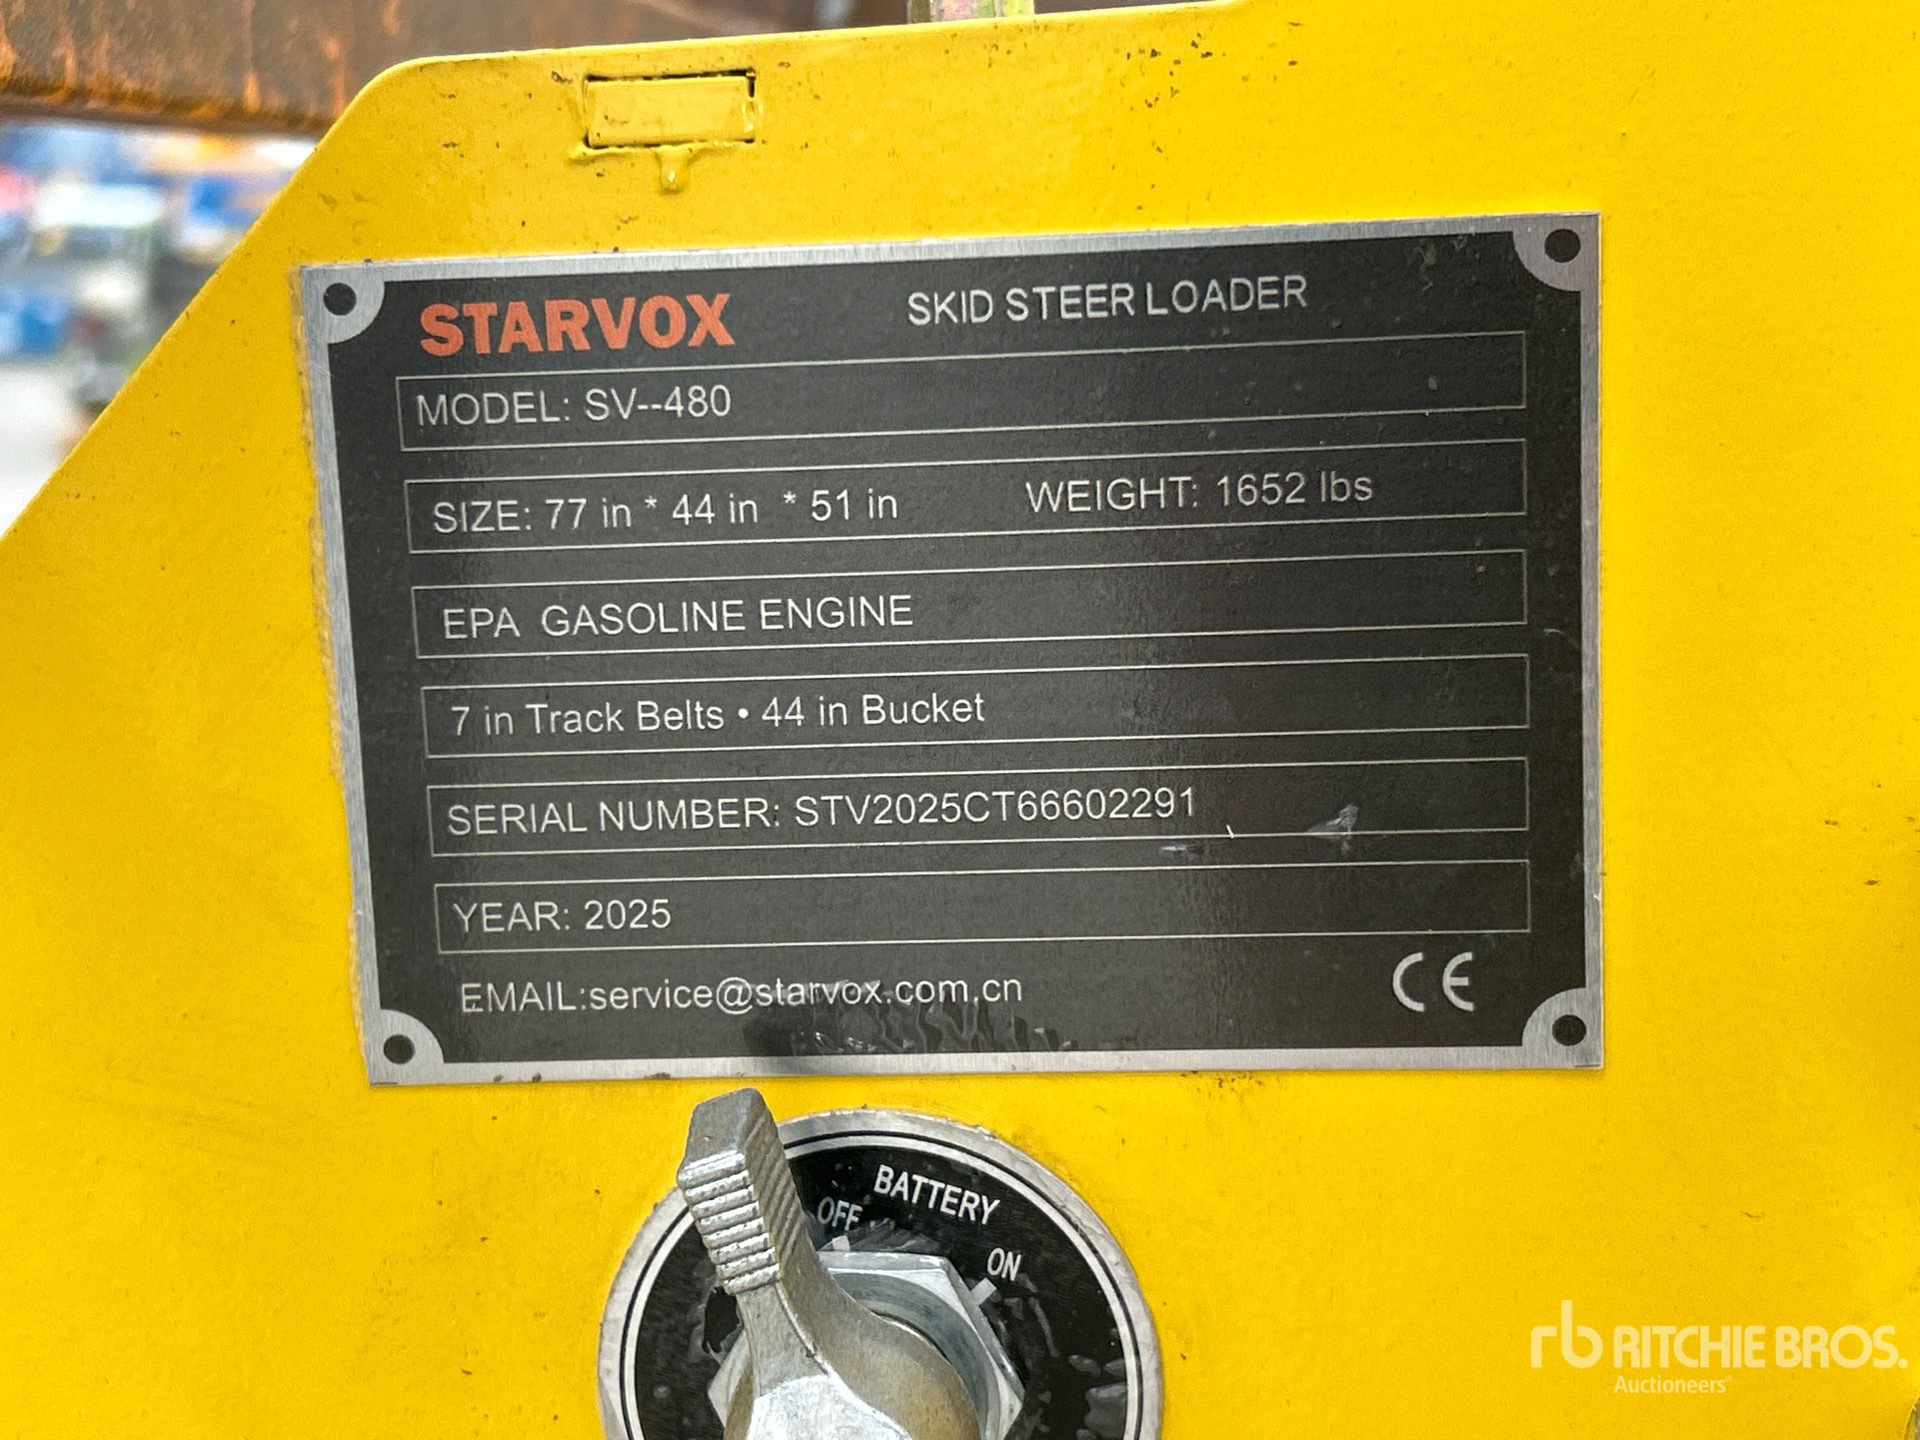 STARVOX SKID STEER LOADER
MODEL: SV--480
SIZE: 77 in * 44 in * 51 in WEIGHT: 1652 lbs
EPA GASOLINE ENGINE
7 in Track Belts • 44 in Bucket
SERIAL NUMBER: STV2025CT66602291
YEAR: 2025
EMAIL:service@starvox.com.cn CE
BATTERY
OFF
ON
rb RITCHIE BROS.
Auctioneers